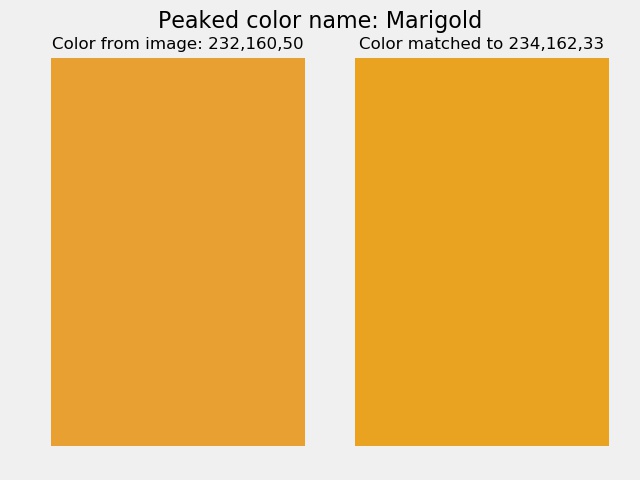 Peaked color name: Marigold
Color from image: 232,160,50
Color matched to 234,162,33